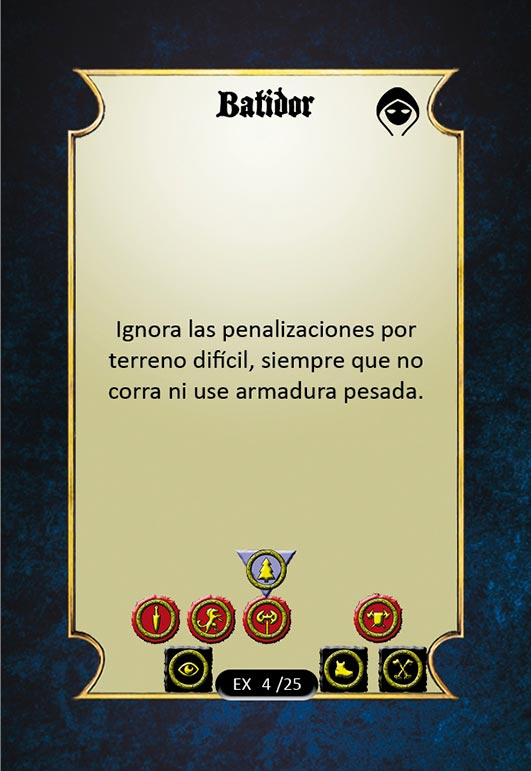 Batidor
Ignora las penalizaciones por
terreno difícil, siempre que no
corra ni use armadura pesada.
EX 4 /25